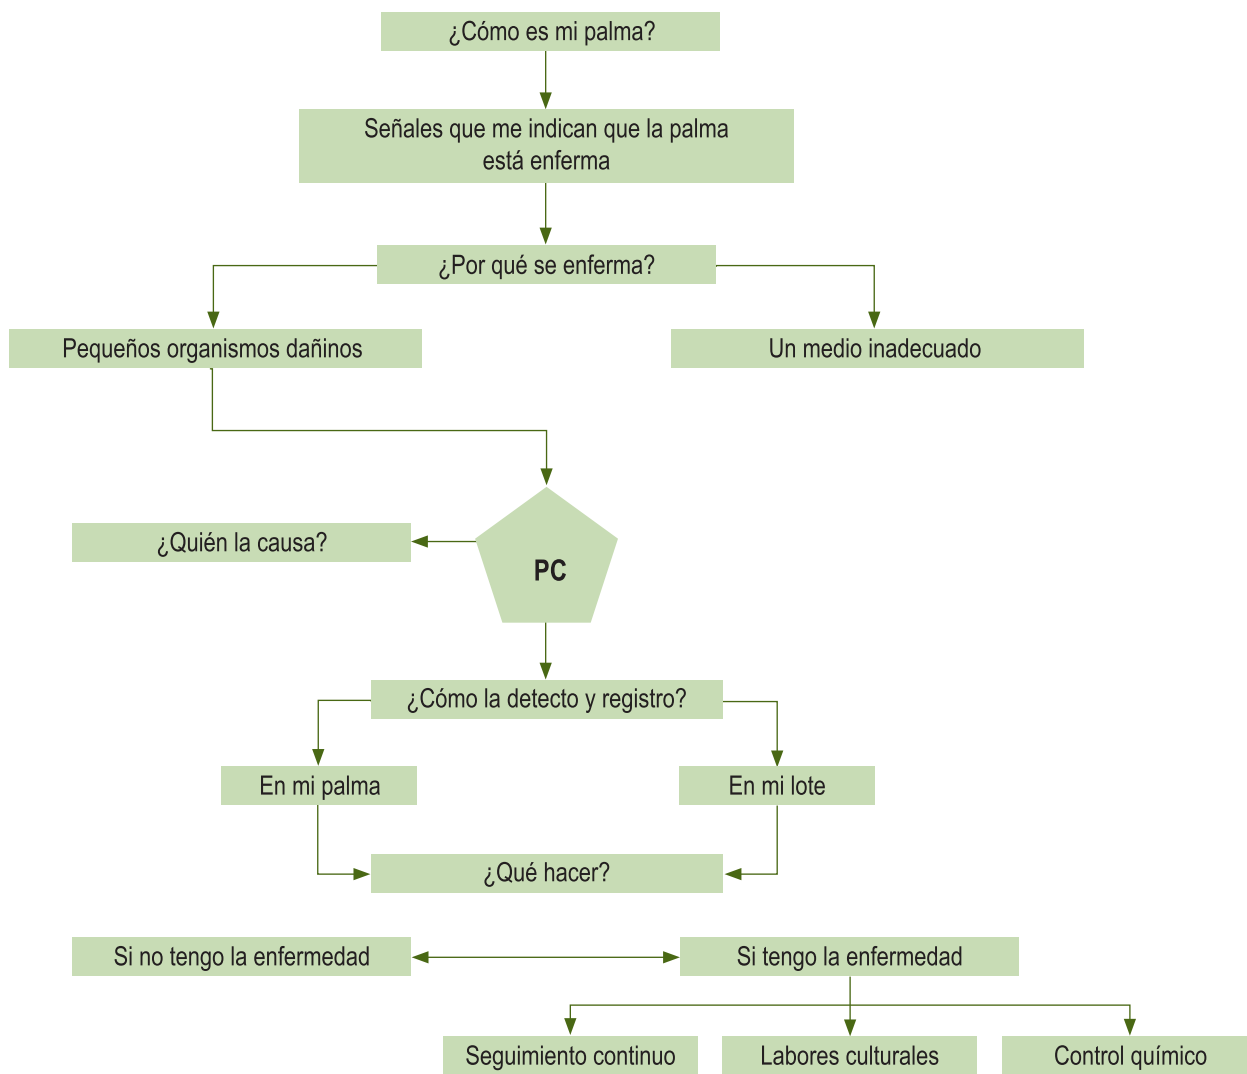 ¿Cómo es mi palma?
Señales que me indican que la palma
está enferma
¿Por qué se enferma?
Pequeños organismos dañinos
Un medio inadecuado
¿Quién la causa?
PC
¿Cómo la detecto y registro?
En mi palma
En mi lote
¿Qué hacer?
Si no tengo la enfermedad
Si tengo la enfermedad
Seguimiento continuo
Labores culturales
Control químico